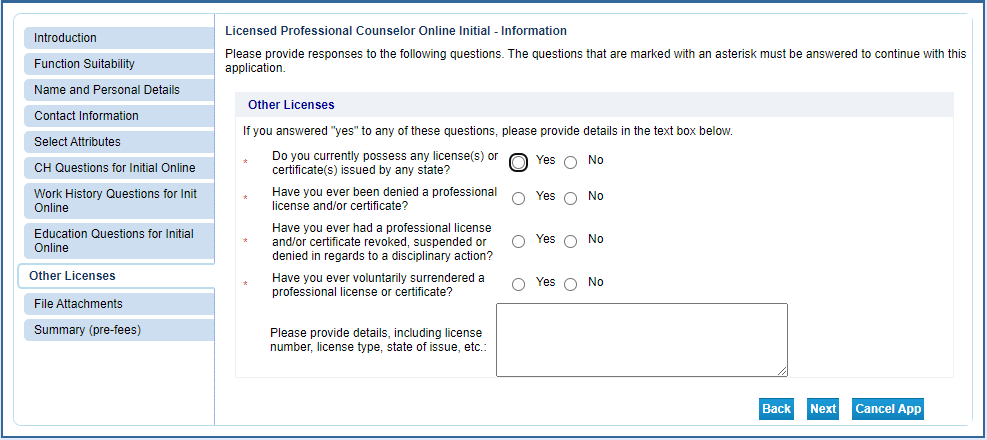 Introduction
Function Suitability
Name and Personal Details
Contact Information
Select Attributes
CH Questions for Initial Online
Work History Questions for Init
Online
Education Questions for Initial
Online
Other Licenses
File Attachments
Summary (pre-fees)
Licensed Professional Counselor Online Initial - Information
Please provide responses to the following questions. The questions that are marked with an asterisk must be answered to continue with this
application.
Other Licenses
If you answered "yes" to any of these questions, please provide details in the text box below.
* Do you currently possess any license(s) or
certificate(s) issued by any state? Yes No
* Have you ever been denied a professional
license and/or certificate? Yes No
* Have you ever had a professional license
and/or certificate revoked, suspended or
denied in regards to a disciplinary action? Yes No
* Have you ever voluntarily surrendered a
professional license or certificate? Yes No
Please provide details, including license
number, license type, state of issue, etc.:
Back Next Cancel App